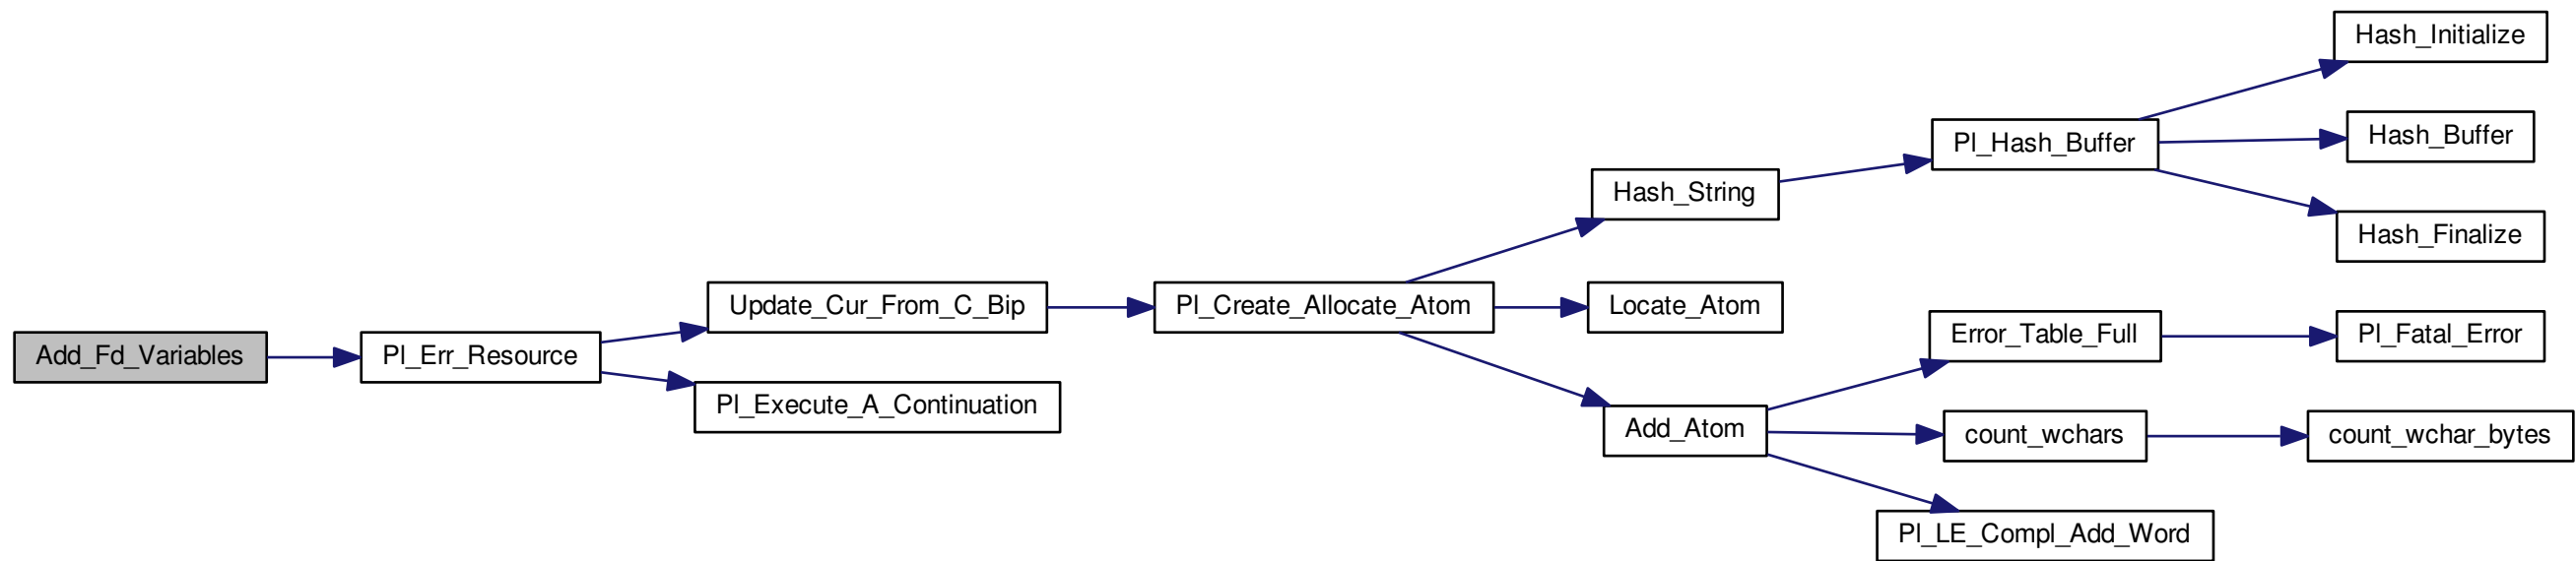 Hash_Initialize
Hash_Buffer
Pl_Hash_Buffer
Hash_String
Hash_Finalize
Update_Cur_From_C_Bip
Pl_Create_Allocate_Atom
Locate_Atom
Error_Table_Full
Pl_Fatal_Error
Add_Fd_Variables
Pl_Err_Resource
Pl_Execute_A_Continuation
Add_Atom
count_wchars
count_wchar_bytes
Pl_LE_Compl_Add_Word